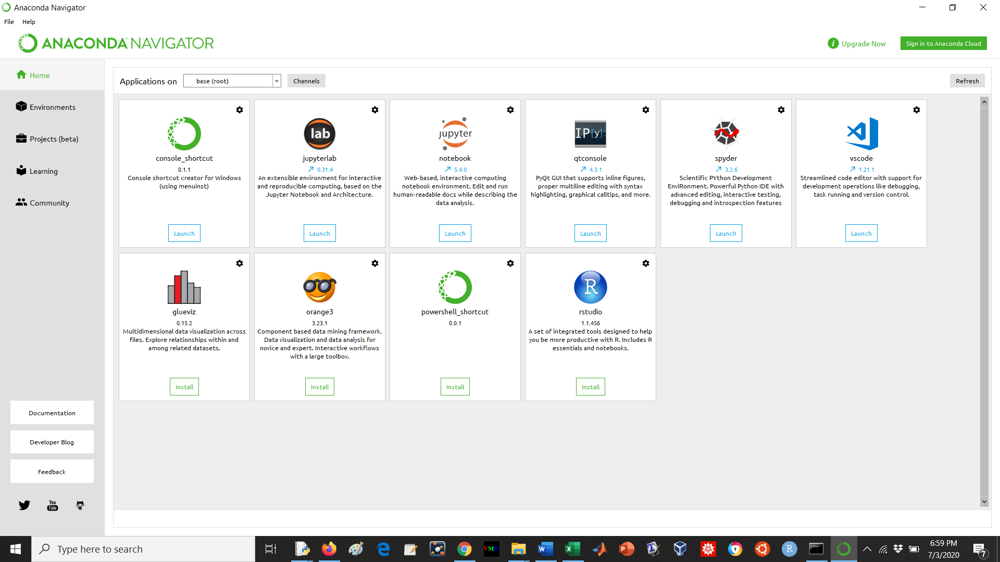 Anaconda Navigator
File Help
ANACONDA NAVIGATOR
i Upgrade Now
Sign in to Anaconda Cloud
Home
Environments
Projects (beta)
Learning
Community
Documentation
Developer Blog
Feedback
You
Tube
Applications on base (root) Channels Refresh
console_shortcut
0.1.1
Console shortcut creator for Windows
(using menuinst)
Launch
lab
jupyterlab
0.31.4
An extensible environment for interactive
and reproducible computing, based on the
Jupyter Notebook and Architecture.
Launch
jupyter
notebook
5.4.0
Web-based, interactive computing
notebook environment. Edit and run
human-readable docs while describing the
data analysis.
Launch
IP[y]:
qtconsole
4.3.1
PyQt GUI that supports inline figures,
proper multiline editing with syntax
highlighting, graphical calltips, and more.
Launch
spyder
3.2.6
Scientific PYthon Development
EnviRonment. Powerful Python IDE with
advanced editing, interactive testing,
debugging and introspection features
Launch
vscode
1.21.1
Streamlined code editor with support for
development operations like debugging,
task running and version control.
Launch
glueviz
0.15.2
Multidimensional data visualization across
files. Explore relationships within and
among related datasets.
Install
orange3
3.23.1
Component based data mining framework.
Data visualization and data analysis for
novice and expert. Interactive workflows
with a large toolbox.
Install
powershell_shortcut
0.0.1
Install
R
rstudio
1.1.456
A set of integrated tools designed to help
you be more productive with R. Includes R
essentials and notebooks.
Install
Type here to search
VMD
R
6:59 PM
7/3/2020
7